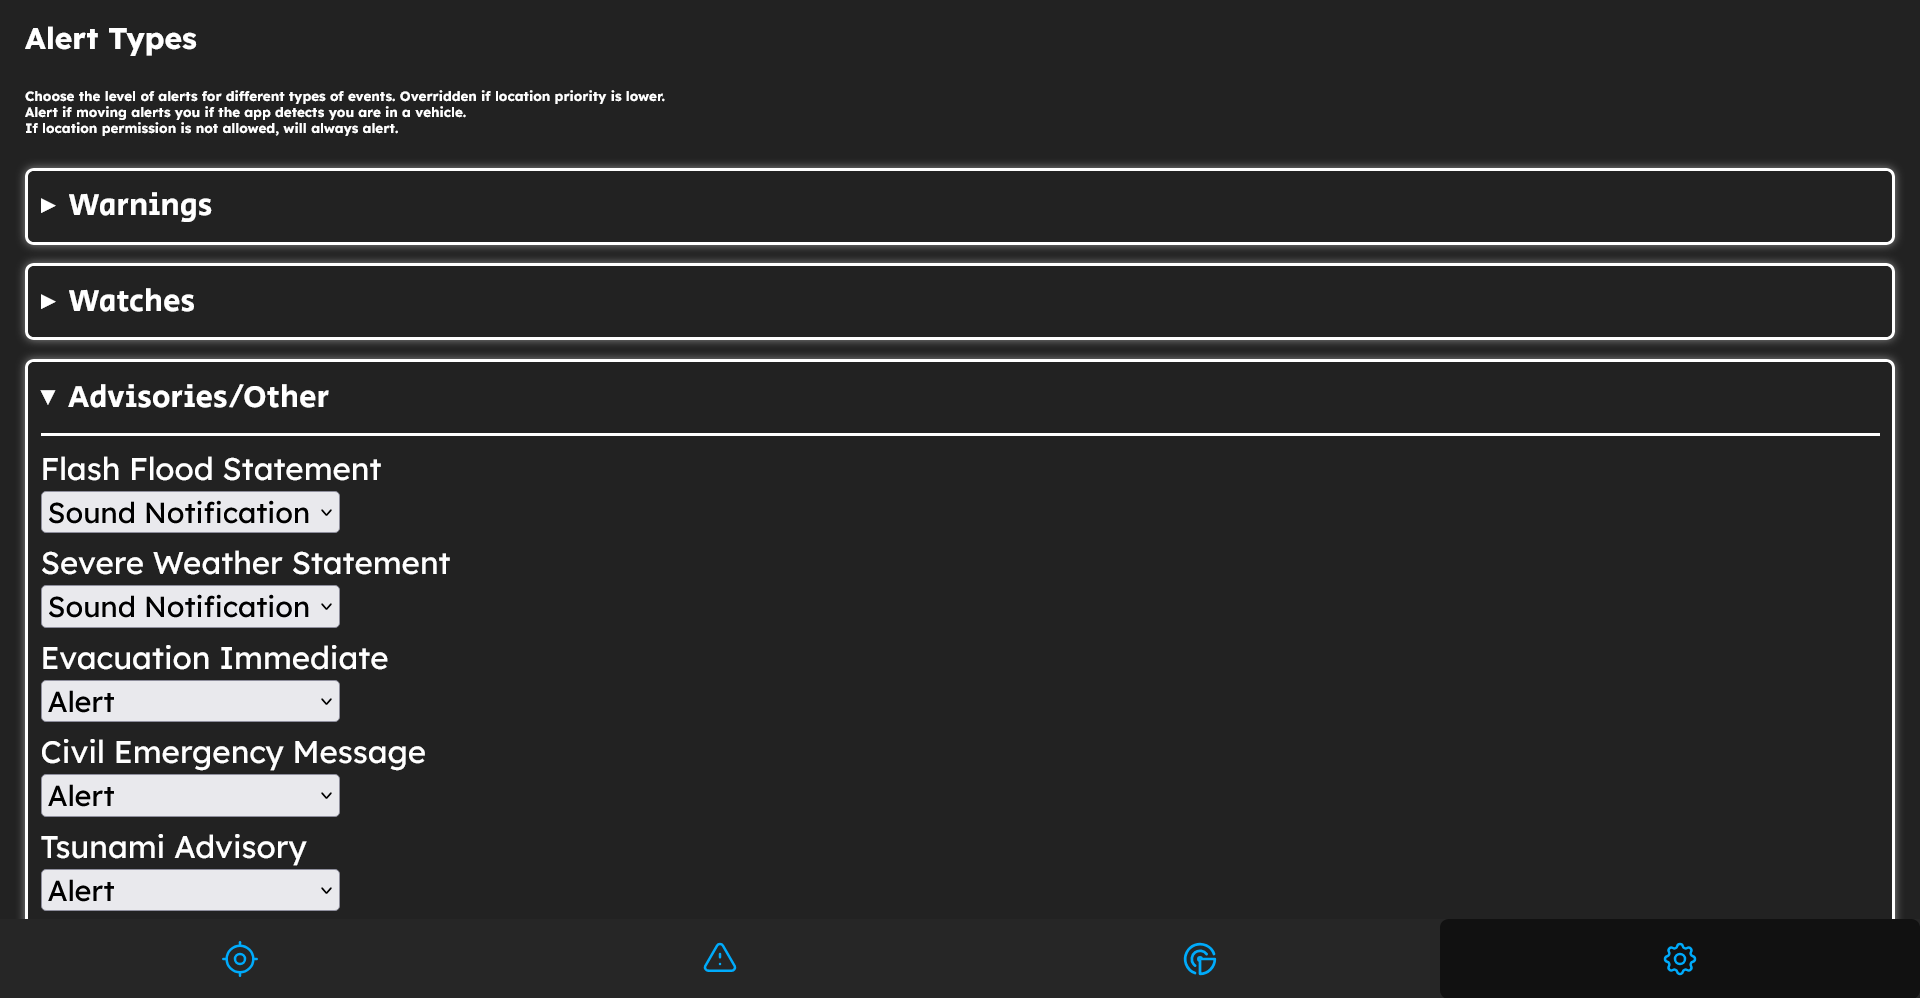 Alert Types
Choose the level of alerts for different types of events. Overridden if location priority is lower.
Alert if moving alerts you if the app detects you are in a vehicle.
If location permission is not allowed, will always alert.
Warnings
Watches
Advisories/Other
Flash Flood Statement
Sound Notification
Severe Weather Statement
Sound Notification
Evacuation Immediate
Alert
Civil Emergency Message
Alert
Tsunami Advisory
Alert